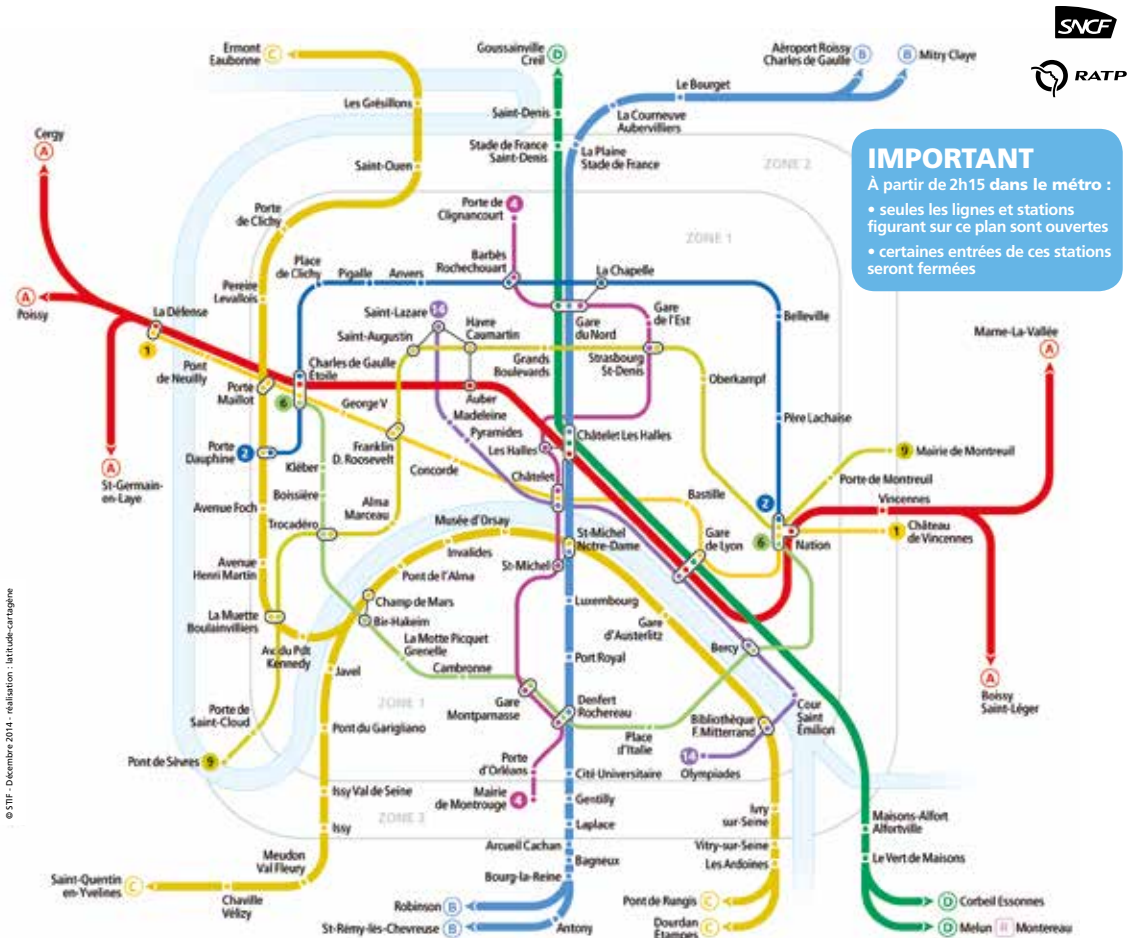 SNCF
RATP
IMPORTANT
À partir de 2h15 dans le métro :
• seules les lignes et stations
figurant sur ce plan sont ouvertes
• certaines entrées de ces stations
seront fermées
Ermont
Eaubonne
C
Goussainville
Creil
D
Aéroport Roissy
Charles de Gaulle
B
B
Mitry Claye
Le Bourget
Les Grésillons
Saint-Denis
La Courneuve
Aubervilliers
Cergy
A
Stade de France
Saint-Denis
La Plaine
Stade de France
ZONE 2
Saint-Ouen
Porte
de Clichy
Porte de
Clignancourt
4
ZONE 1
Barbès
Rochechouart
La Chapelle
Place
de Clichy
Pigalle
Anvers
Pereire
Levallois
A
Poissy
La Défense
1
Saint-Lazare
14
Havre
Caumartin
Saint-Augustin
Gare
du Nord
Gare
de l'Est
Belleville
Marne-La-Vallée
A
Pont
de Neuilly
Charles de Gaulle
Étoile
Grands
Boulevards
Strasbourg
St-Denis
Porte
Maillot
6
George V
Auber
Oberkampf
Madeleine
Père Lachaise
Pyramides
Châtelet Les Halles
Porte
Dauphine
2
Les Halles
Franklin
D. Roosevelt
9
Mairie de Montreuil
A
St-Germain-
en-Laye
Kléber
Concorde
Châtelet
Porte de Montreuil
Boissière
Bastille
2
Vincennes
Avenue Foch
Alma
Marceau
Trocadéro
Musée d'Orsay
Invalides
St-Michel
Notre-Dame
Gare
de Lyon
6
Nation
1
Château
de Vincennes
Avenue
Henri Martin
Pont de l'Alma
St-Michel
Champ de Mars
Bir-Hakeim
Luxembourg
La Muette
Boulainvilliers
Gare
d'Austerlitz
Av. du Pdt
Kennedy
La Motte Picquet
Grenelle
Bercy
Javel
Cambronne
Port Royal
A
Boissy
Saint-Léger
Porte de
Saint-Cloud
ZONE 1
Gare
Montparnasse
Denfert
Rochereau
Cour
Saint
Émilion
Pont du Garigliano
Place
d'Italie
Bibliothèque
F. Mitterrand
Pont de Sèvres
9
Porte
d'Orléans
14
Olympiades
Cité Universitaire
Issy Val de Seine
Mairie
de Montrouge
4
Gentilly
ZONE 3
Issy
Laplace
Ivry
sur-Seine
Maisons-Alfort
Alfortville
Arcueil Cachan
Vitry-sur-Seine
Meudon
Val Fleury
Bagneux
Les Ardoines
Le Vert de Maisons
Bourg-la-Reine
Saint-Quentin
en-Yvelines
C
Chaville
Vélizy
Robinson
B
Pont de Rungis
C
D
Corbeil Essonnes
St-Rémy-lès-Chevreuse
B
Antony
Dourdan
Étampes
C
D
Melun
R
Montereau
© STIF - Décembre 2014 - réalisation : latitude-cartagène